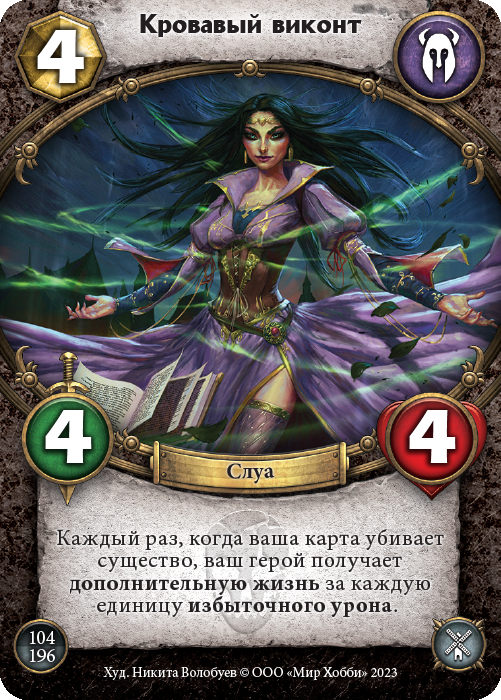 Кровавый виконт
4
4
4
Слуа
Каждый раз, когда ваша карта убивает
существо, ваш герой получает
дополнительную жизнь за каждую
единицу избыточного урона.
104
196
Худ. Никита Волобуев © ООО «Мир Хобби» 2023